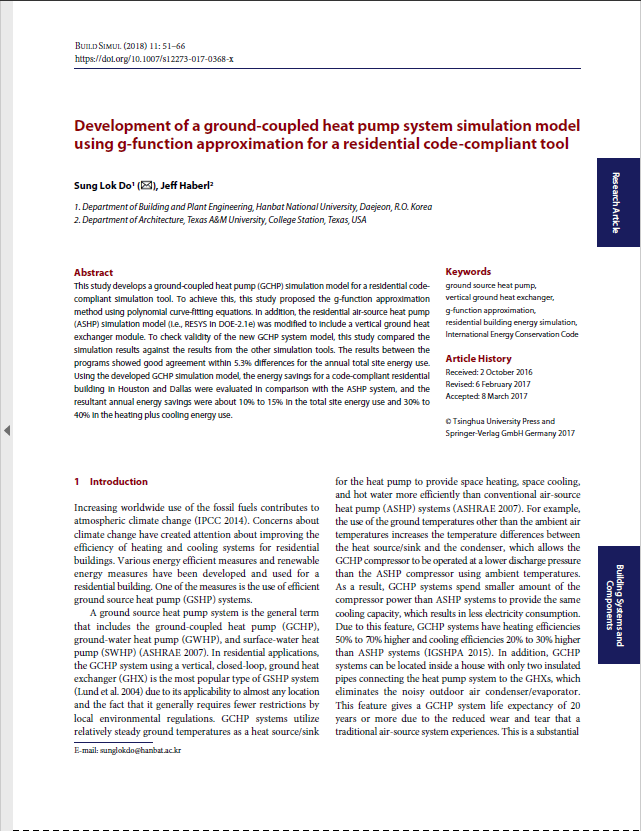 BUILD SIMUL (2018) 11: 51–66
https://doi.org/10.1007/s12273-017-0368-x
Development of a ground-coupled heat pump system simulation model
using g-function approximation for a residential code-compliant tool
Sung Lok Do¹ (✉), Jeff Haberl²
1. Department of Building and Plant Engineering, Hanbat National University, Daejeon, R.O. Korea
2. Department of Architecture, Texas A&M University, College Station, Texas, USA
Research Article
Abstract
This study develops a ground-coupled heat pump (GCHP) simulation model for a residential code-
compliant simulation tool. To achieve this, this study proposed the g-function approximation
method using polynomial curve-fitting equations. In addition, the residential air-source heat pump
(ASHP) simulation model (i.e., RESYS in DOE-2.1e) was modified to include a vertical ground heat
exchanger module. To check validity of the new GCHP system model, this study compared the
simulation results against the results from the other simulation tools. The results between the
programs showed good agreement within 5.3% differences for the annual total site energy use.
Using the developed GCHP simulation model, the energy savings for a code-compliant residential
building in Houston and Dallas were evaluated in comparison with the ASHP system, and the
resultant annual energy savings were about 10% to 15% in the total site energy use and 30% to
40% in the heating plus cooling energy use.
Keywords
ground source heat pump,
vertical ground heat exchanger,
g-function approximation,
residential building energy simulation,
International Energy Conservation Code
Article History
Received: 2 October 2016
Revised: 6 February 2017
Accepted: 8 March 2017
© Tsinghua University Press and
Springer-Verlag GmbH Germany 2017
1 Introduction
Increasing worldwide use of the fossil fuels contributes to
atmospheric climate change (IPCC 2014). Concerns about
climate change have created attention about improving the
efficiency of heating and cooling systems for residential
buildings. Various energy efficient measures and renewable
energy measures have been developed and used for a
residential building. One of the measures is the use of efficient
ground source heat pump (GSHP) systems.
A ground source heat pump system is the general term
that includes the ground-coupled heat pump (GCHP),
ground-water heat pump (GWHP), and surface-water heat
pump (SWHP) (ASHRAE 2007). In residential applications,
the GCHP system using a vertical, closed-loop, ground heat
exchanger (GHX) is the most popular type of GSHP system
(Lund et al. 2004) due to its applicability to almost any location
and the fact that it generally requires fewer restrictions by
local environmental regulations. GCHP systems utilize
relatively steady ground temperatures as a heat source/sink
E-mail: sunglokdo@hanbat.ac.kr
for the heat pump to provide space heating, space cooling,
and hot water more efficiently than conventional air-source
heat pump (ASHP) systems (ASHRAE 2007). For example,
the use of the ground temperatures other than the ambient air
temperatures increases the temperature differences between
the heat source/sink and the condenser, which allows the
GCHP compressor to be operated at a lower discharge pressure
than the ASHP compressor using ambient temperatures.
As a result, GCHP systems spend smaller amount of the
compressor power than ASHP systems to provide the same
cooling capacity, which results in less electricity consumption.
Due to this feature, GCHP systems have heating efficiencies
50% to 70% higher and cooling efficiencies 20% to 30% higher
than ASHP systems (IGSHPA 2015). In addition, GCHP
systems can be located inside a house with only two insulated
pipes connecting the heat pump system to the GHXs, which
eliminates the noisy outdoor air condenser/evaporator.
This feature gives a GCHP system life expectancy of 20
years or more due to the reduced wear and tear that a
traditional air-source system experiences. This is a substantial
Building Systems and
Components